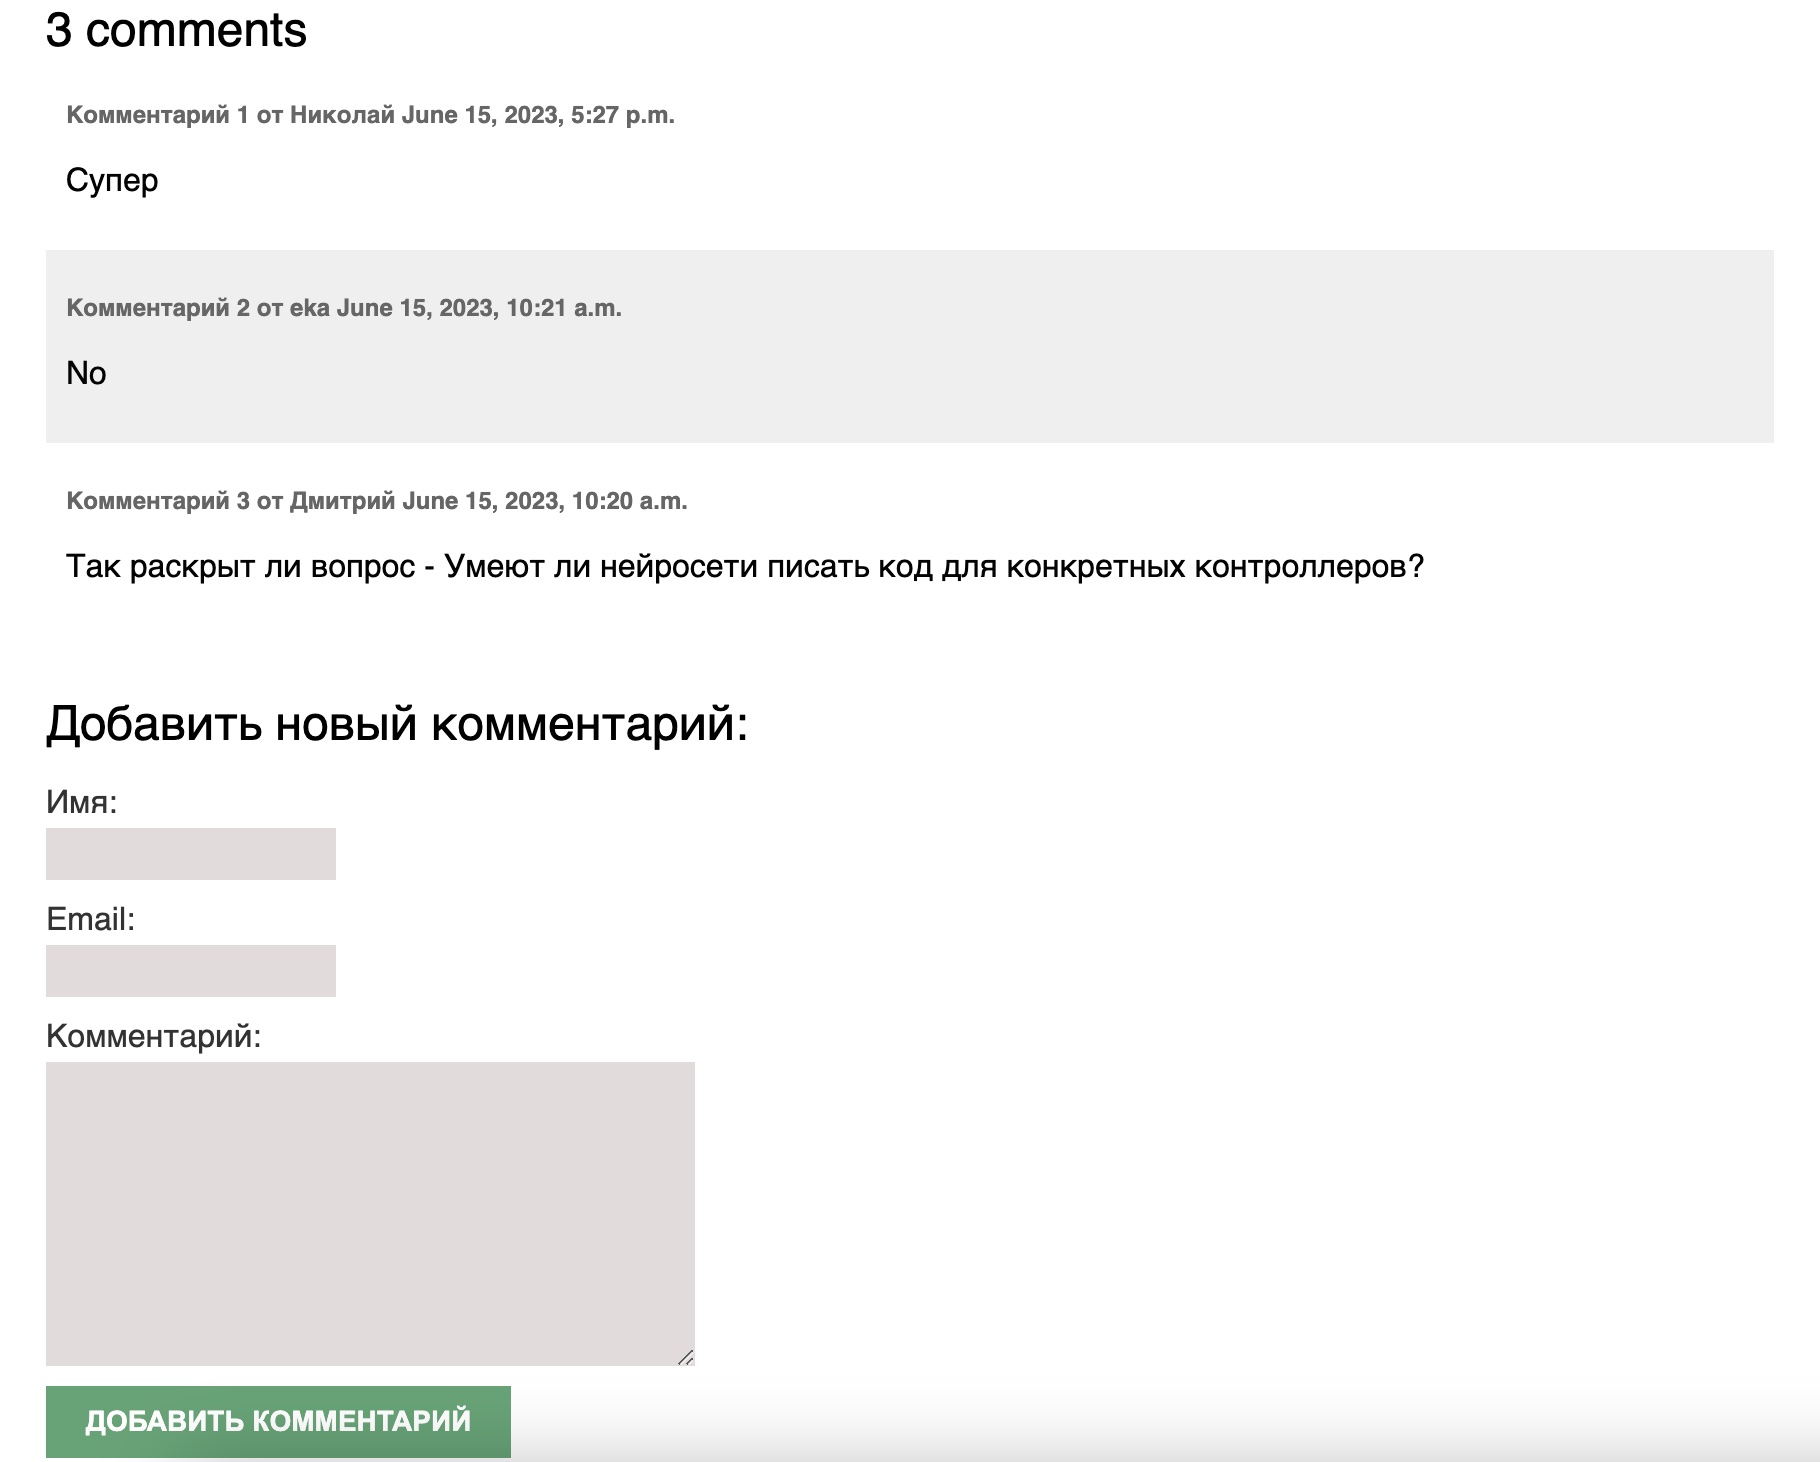 3 comments
Комментарий 1 от Николай June 15, 2023, 5:27 p.m.
Супер
Комментарий 2 от eka June 15, 2023, 10:21 a.m.
No
Комментарий 3 от Дмитрий June 15, 2023, 10:20 a.m.
Так раскрыт ли вопрос - Умеют ли нейросети писать код для конкретных контроллеров?
Добавить новый комментарий:
Имя:
Email:
Комментарий:
ДОБАВИТЬ КОММЕНТАРИЙ